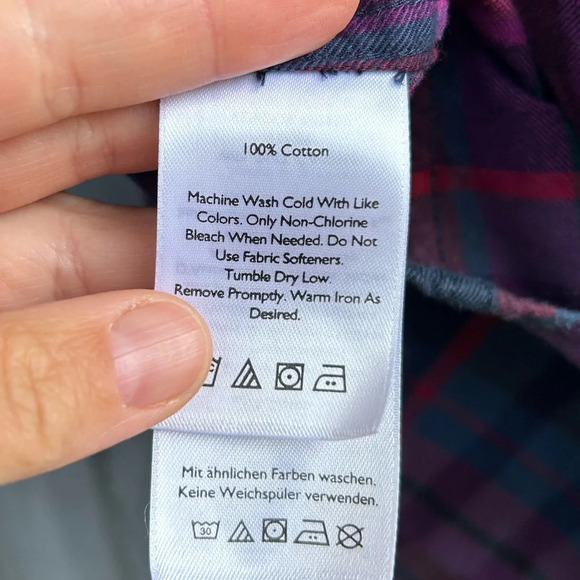 100% Cotton
Machine Wash Cold With Like
Colors. Only Non-Chlorine
Bleach When Needed. Do Not
Use Fabric Softeners.
Tumble Dry Low.
Remove Promptly. Warm Iron As
Desired.
Mit ähnlichen Farben waschen.
Keine Weichspüler verwenden.
30